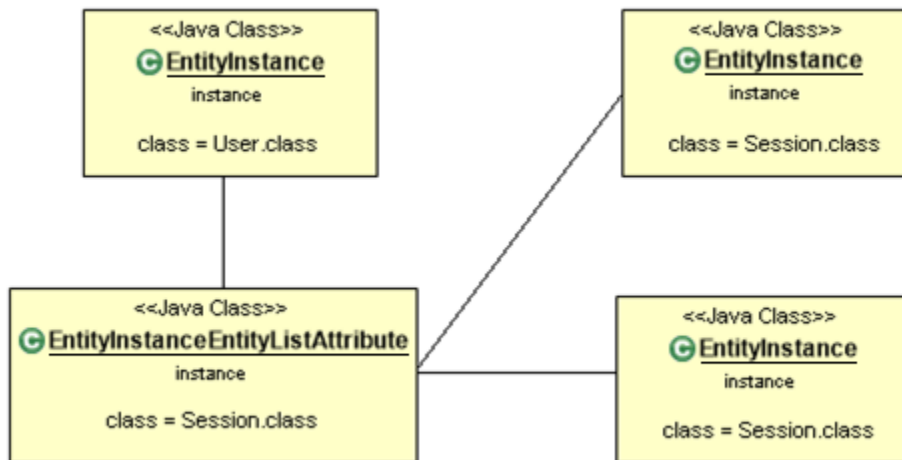 <<Java Class>>
EntityInstance
instance
class = User.class
<<Java Class>>
EntityInstance
instance
class = Session.class
<<Java Class>>
EntityInstanceEntityListAttribute
instance
class = Session.class
<<Java Class>>
EntityInstance
instance
class = Session.class